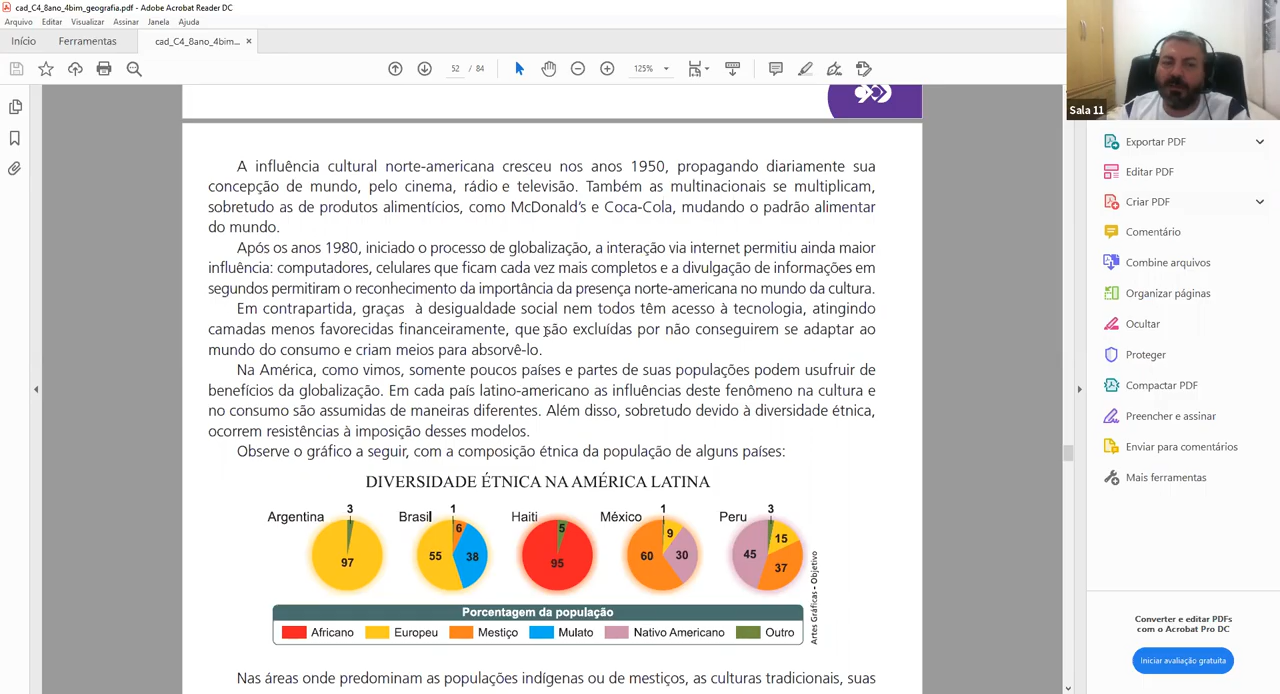 cad_C4_8ano_4bim_geografia.pdf - Adobe Acrobat Reader DC
Arquivo Editar Visualizar Assinar Janela Ajuda
Início Ferramentas cad_C4_8ano_4bim... ×
52 / 84 125%
Sala 11
A influência cultural norte-americana cresceu nos anos 1950, propagando diariamente sua
concepção de mundo, pelo cinema, rádio e televisão. Também as multinacionais se multiplicam,
sobretudo as de produtos alimentícios, como McDonald's e Coca-Cola, mudando o padrão alimentar
do mundo.
Após os anos 1980, iniciado o processo de globalização, a interação via internet permitiu ainda maior
influência: computadores, celulares que ficam cada vez mais completos e a divulgação de informações em
segundos permitiram o reconhecimento da importância da presença norte-americana no mundo da cultura.
Em contrapartida, graças à desigualdade social nem todos têm acesso à tecnologia, atingindo
camadas menos favorecidas financeiramente, que são excluídas por não conseguirem se adaptar ao
mundo do consumo e criam meios para absorvê-lo.
Na América, como vimos, somente poucos países e partes de suas populações podem usufruir de
benefícios da globalização. Em cada país latino-americano as influências deste fenômeno na cultura e
no consumo são assumidas de maneiras diferentes. Além disso, sobretudo devido à diversidade étnica,
ocorrem resistências à imposição desses modelos.
Observe o gráfico a seguir, com a composição étnica da população de alguns países:
DIVERSIDADE ÉTNICA NA AMÉRICA LATINA
Argentina 3 97
Brasil 1 6 38 55
Haiti 5 95
México 1 9 30 60
Peru 3 15 37 45
Artes Gráficas - Objetivo
Porcentagem da população
Africano Europeu Mestiço Mulato Nativo Americano Outro
Nas áreas onde predominam as populações indígenas ou de mestiços, as culturas tradicionais, suas
Exportar PDF
Editar PDF
Criar PDF
Comentário
Combine arquivos
Organizar páginas
Ocultar
Proteger
Compactar PDF
Preencher e assinar
Enviar para comentários
Mais ferramentas
Converter e editar PDFs
com o Acrobat Pro DC
Iniciar avaliação gratuita